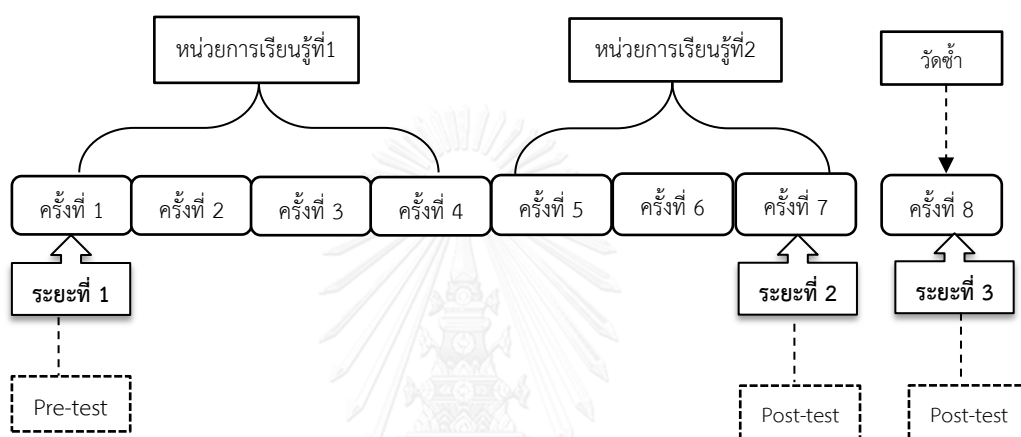 หน่วยการเรียนรู้ที่1
หน่วยการเรียนรู้ที่2
วัดซ้ำ
ครั้งที่ 1
ครั้งที่ 2
ครั้งที่ 3
ครั้งที่ 4
ครั้งที่ 5
ครั้งที่ 6
ครั้งที่ 7
ครั้งที่ 8
ระยะที่ 1
ระยะที่ 2
ระยะที่ 3
Pre-test
Post-test
Post-test